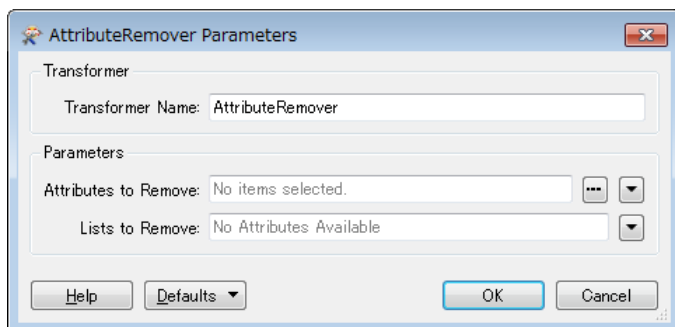 AttributeRemover Parameters
Transformer
Transformer Name: AttributeRemover
Parameters
Attributes to Remove: No items selected. ...
Lists to Remove: No Attributes Available
Help Defaults OK Cancel